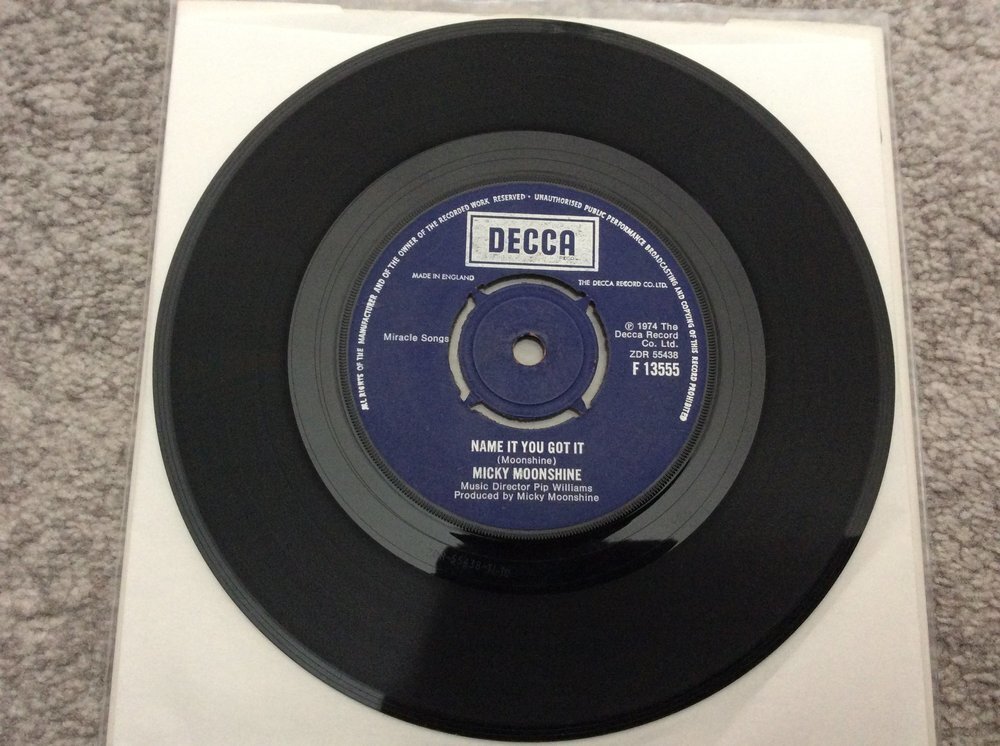 ALL RIGHTS OF THE MANUFACTURER AND OF THE OWNER OF THE RECORDED WORK RESERVED • UNAUTHORISED PUBLIC PERFORMANCE BROADCASTING AND COPYING OF THIS RECORD PROHIBITED
DECCA
MADE IN ENGLAND
THE DECCA RECORD CO. LTD.
Miracle Songs
℗ 1974 The
Decca Record
Co. Ltd.
ZDR 55438
F 13555
NAME IT YOU GOT IT
(Moonshine)
MICKY MOONSHINE
Music Director Pip Williams
Produced by Micky Moonshine